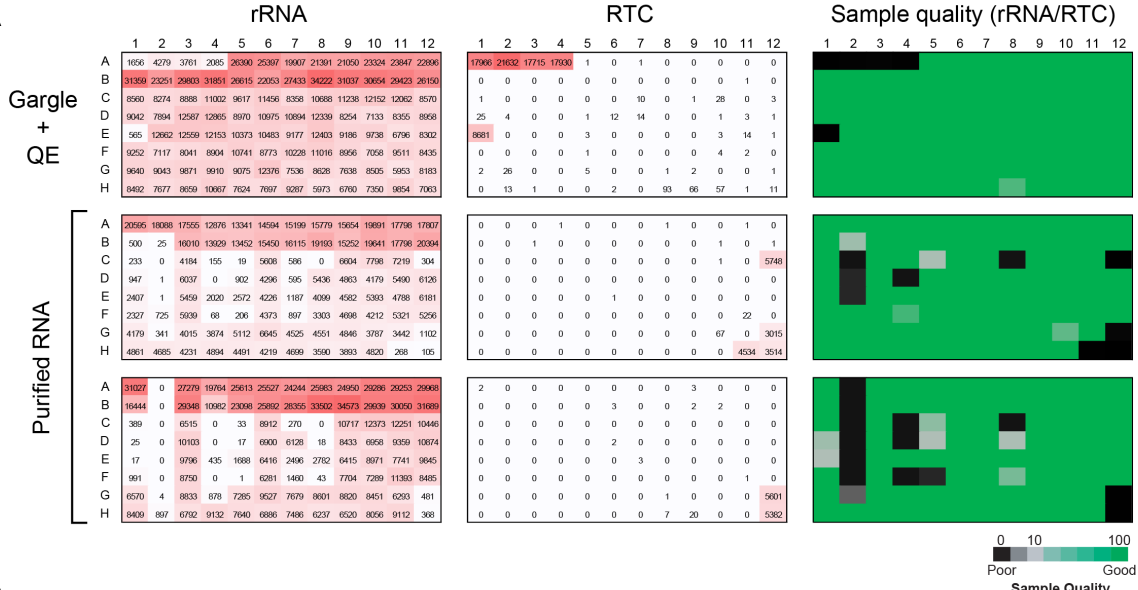 rRNA RTC Sample quality (rRNA/RTC)
1 2 3 4 5 6 7 8 9 10 11 12 1 2 3 4 5 6 7 8 9 10 11 12 1 2 3 4 5 6 7 8 9 10 11 12
A 1656 4279 3761 2085 26390 25397 19907 21391 21050 23324 23847 22896 17966 21632 17715 17930 1 0 1 0 0 0 1 0
B 31359 23251 29803 31851 26615 22053 27433 34222 31037 30654 29423 26150 0 0 0 0 0 0 0 0 0 0 1 0
Gargle
+
QE
C 8560 8274 8888 11002 9617 11456 8358 10688 11238 12152 12062 8570 1 0 0 0 0 0 10 0 1 28 0 3
D 9042 7894 12587 12865 8970 10975 10894 12339 8254 7133 8355 8958 25 4 0 0 1 12 14 0 0 1 3 1
E 565 12662 12559 12153 10373 10483 9177 12403 9186 9738 6796 8302 8681 0 0 0 3 0 0 0 0 3 14 1
F 9252 7117 8041 8904 10741 8773 10228 11016 8956 7058 9511 8435 0 0 0 0 1 0 0 0 0 4 2 0
G 9640 9043 9871 9910 9075 12376 7536 8628 7638 8505 5953 8183 2 26 0 0 5 0 0 1 2 0 0 1
H 8492 7677 8659 10667 7624 7697 9287 5973 6760 7350 9854 7063 0 13 1 0 0 2 0 93 66 57 1 11
Purified RNA
A 20595 18088 17555 12876 13341 14594 15199 15779 15654 19891 17798 17807 0 0 0 1 0 0 0 1 0 0 1 0
B 500 25 16010 13929 13452 15450 16115 19193 15252 19641 17798 20394 0 0 1 0 0 0 0 0 0 1 0 1
C 233 0 4184 155 19 5608 586 0 6604 7798 7219 304 0 0 0 0 0 0 0 0 0 1 0 5748
D 947 1 6037 0 902 4296 595 5436 4863 4179 5490 6126 0 0 0 0 0 0 0 0 0 0 0 0
E 2407 1 5459 2020 2572 4226 1187 4099 4582 5393 4788 6181 0 0 0 0 0 1 0 0 0 0 0 0
F 2327 725 5939 68 206 4373 897 3303 4698 4212 5321 5256 0 0 0 0 0 0 0 0 0 0 22 0
G 4179 341 4015 3874 5112 6645 4525 4551 4846 3787 3442 1102 0 0 0 0 0 0 0 0 0 67 0 3015
H 4861 4685 4231 4894 4491 4219 4699 3590 3893 4820 268 105 0 0 0 0 0 0 0 0 0 0 4534 3514
A 31027 0 27279 19764 25613 25527 24244 25983 24950 29286 29253 29968 2 0 0 0 0 0 0 0 3 0 0 0
B 16444 0 29348 10982 23098 25892 28355 33502 34573 29939 30050 31689 0 0 0 0 0 3 0 0 2 2 0 0
C 389 0 6515 0 33 8912 270 0 10717 12373 12251 10446 0 0 0 0 0 0 0 0 0 0 0 0
D 25 0 10103 0 17 6900 6128 18 8433 6958 9359 10874 0 0 0 0 0 2 0 0 0 0 0 0
E 17 0 9796 435 1688 6416 2496 2782 6415 8971 7741 9845 0 0 0 0 0 0 3 0 0 0 0 0
F 991 0 8750 0 1 6281 1460 43 7704 7289 11393 8485 0 0 0 0 0 0 0 0 0 0 1 0
G 6570 4 8833 878 7285 9527 7679 8601 8820 8451 6293 481 0 0 0 0 0 0 0 1 0 0 0 5601
H 8409 897 6792 9132 7640 6886 7486 6237 6520 8056 9112 368 0 0 0 0 0 0 0 7 20 0 0 5382
0 10 100
Poor Good
Sample Quality